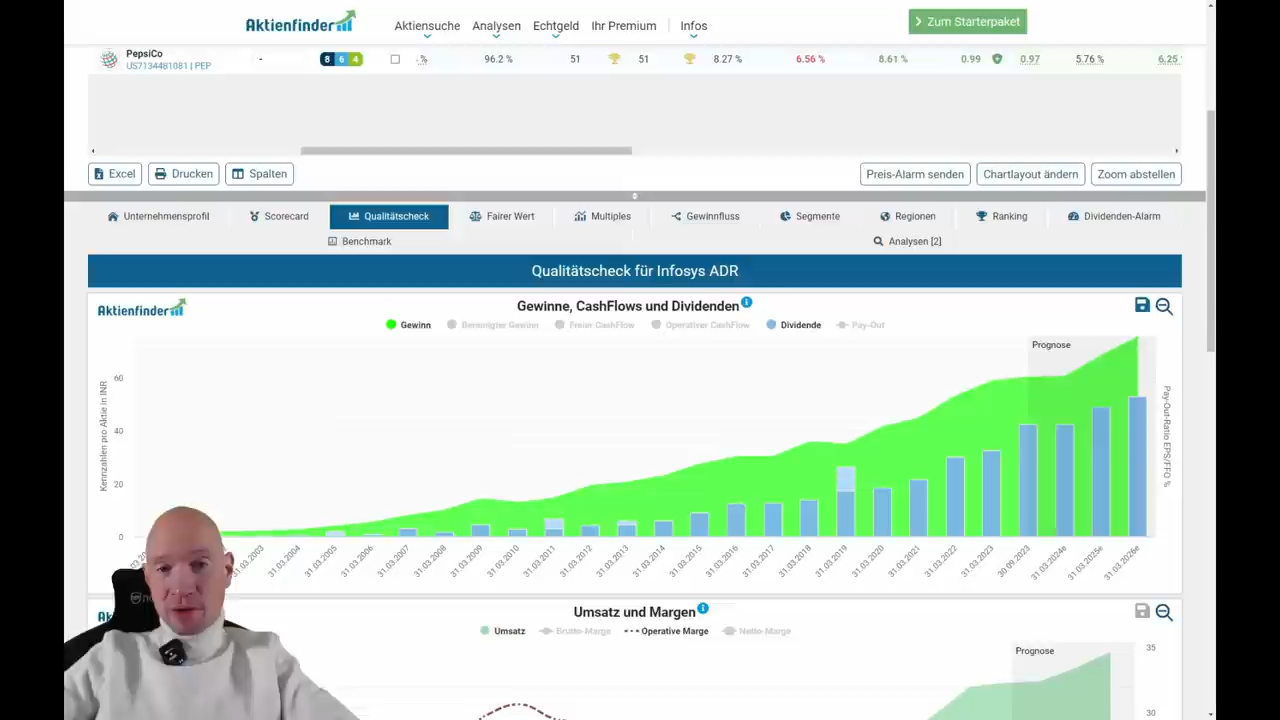 Aktienfinder
Aktiensuche Analysen Echtgeld Ihr Premium Infos
Zum Starterpaket
PepsiCo
US7134481081 | PEP
- 8 6 4 - % 96.2 % 51 51 8.27 % 6.56 % 8.61 % 0.99 0.97 5.76 % 6.25
Excel Drucken Spalten Preis-Alarm senden Chartlayout ändern Zoom abstellen
Unternehmensprofil Scorecard Qualitätscheck Fairer Wert Multiples Gewinnfluss Segmente Regionen Ranking Dividenden-Alarm
Benchmark Analysen [2]
Qualitätscheck für Infosys ADR
Aktienfinder
Gewinne, CashFlows und Dividenden
Gewinn Bereinigter Gewinn Freier CashFlow Operativer CashFlow Dividende Pay-Out
Prognose
Kennzahlen pro Aktie in INR
60
40
20
0
Pay-Out-Ratio EPS/FFO %
31.03.2003 31.03.2004 31.03.2005 31.03.2006 31.03.2007 31.03.2008 31.03.2009 31.03.2010 31.03.2011 31.03.2012 31.03.2013 31.03.2014 31.03.2015 31.03.2016 31.03.2017 31.03.2018 31.03.2019 31.03.2020 31.03.2021 31.03.2022 31.03.2023 30.09.2023 31.03.2024e 31.03.2025e 31.03.2026e
Umsatz und Margen
Umsatz Brutto-Marge Operative Marge Netto-Marge
Prognose
35
30